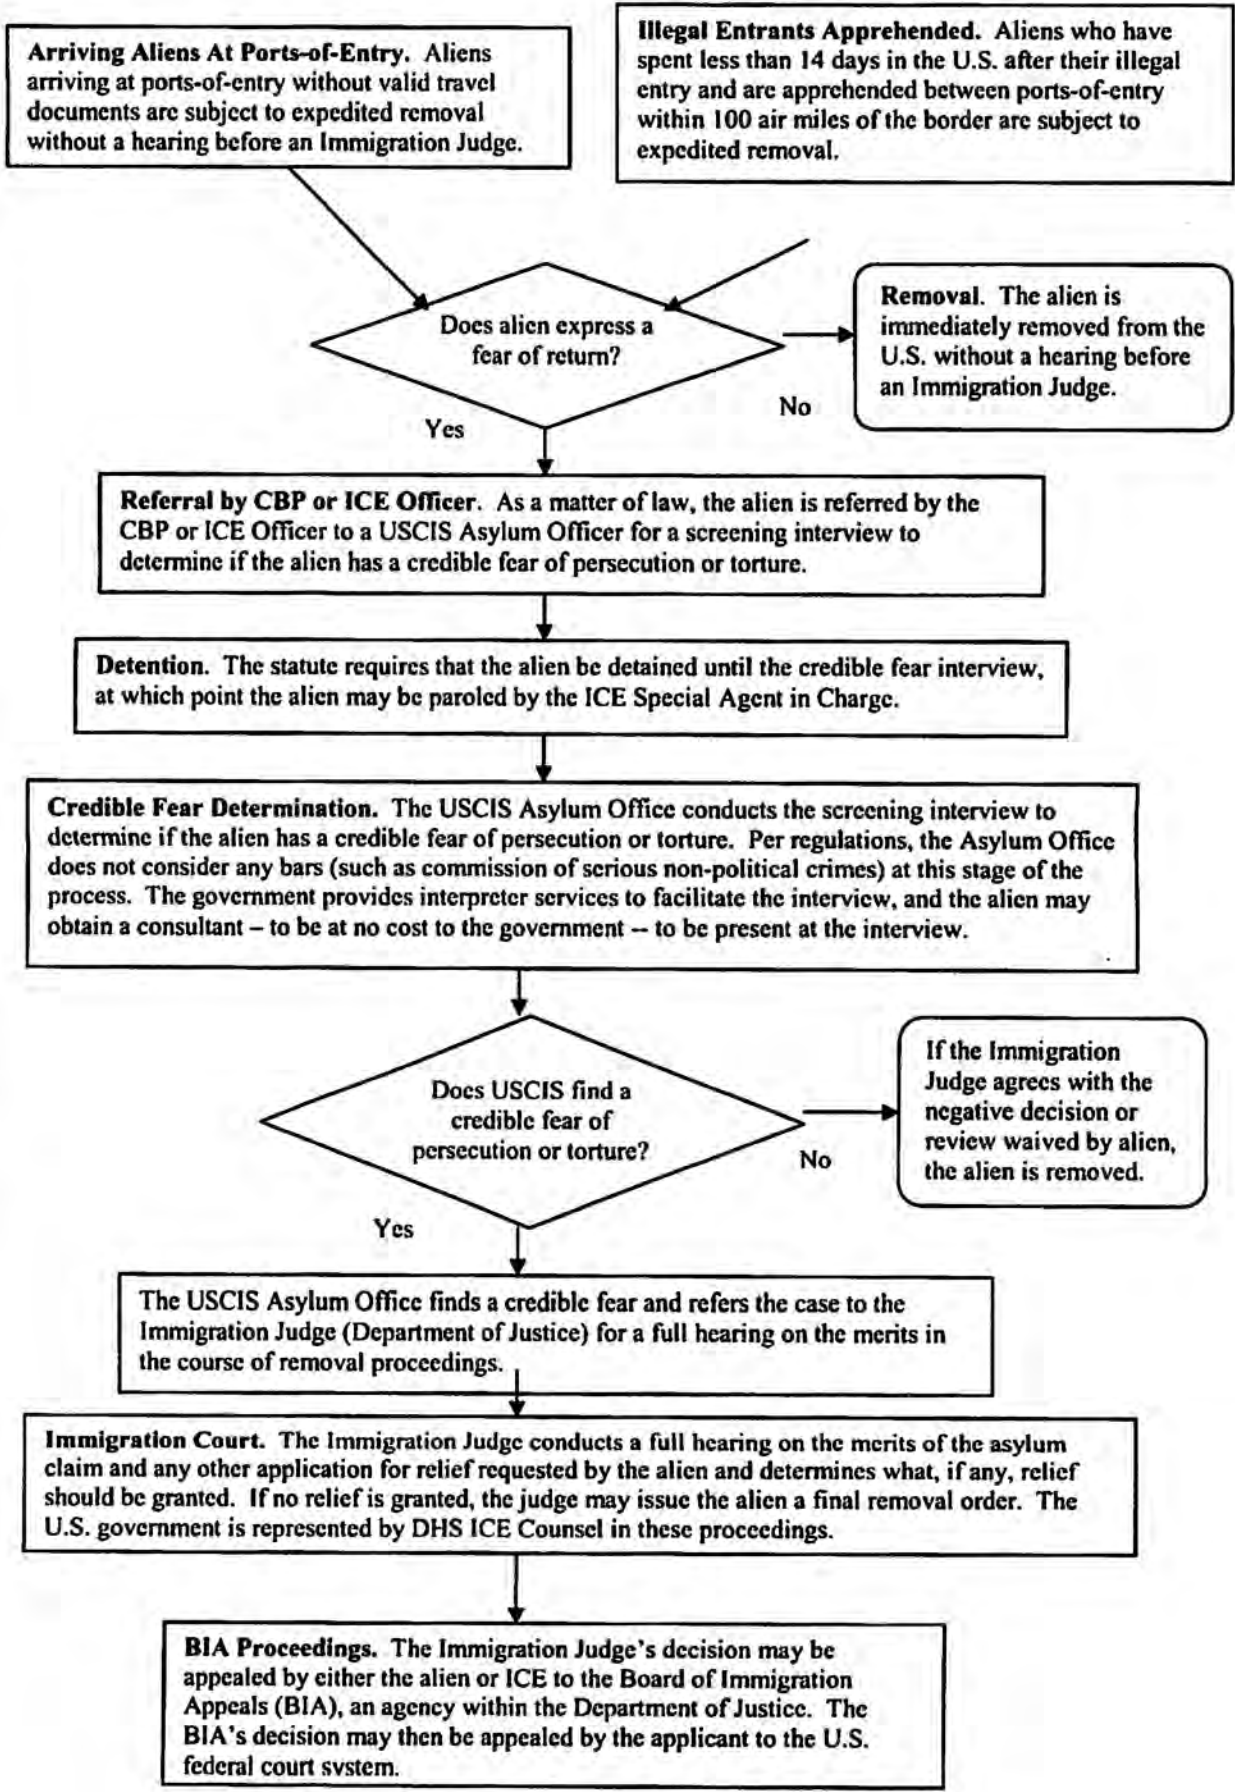 Arriving Aliens At Ports-of-Entry. Aliens
arriving at ports-of-entry without valid travel
documents are subject to expedited removal
without a hearing before an Immigration Judge.
Illegal Entrants Apprehended. Aliens who have
spent less than 14 days in the U.S. after their illegal
entry and are apprehended between ports-of-entry
within 100 air miles of the border are subject to
expedited removal.
Does alien express a
fear of return?
Removal. The alien is
immediately removed from the
U.S. without a hearing before
an Immigration Judge.
No
Yes
Referral by CBP or ICE Officer. As a matter of law, the alien is referred by the
CBP or ICE Officer to a USCIS Asylum Officer for a screening interview to
determine if the alien has a credible fear of persecution or torture.
Detention. The statute requires that the alien be detained until the credible fear interview,
at which point the alien may be paroled by the ICE Special Agent in Charge.
Credible Fear Determination. The USCIS Asylum Office conducts the screening interview to
determine if the alien has a credible fear of persecution or torture. Per regulations, the Asylum Office
does not consider any bars (such as commission of serious non-political crimes) at this stage of the
process. The government provides interpreter services to facilitate the interview, and the alien may
obtain a consultant – to be at no cost to the government -- to be present at the interview.
Does USCIS find a
credible fear of
persecution or torture?
If the Immigration
Judge agrees with the
negative decision or
review waived by alien,
the alien is removed.
No
Yes
The USCIS Asylum Office finds a credible fear and refers the case to the
Immigration Judge (Department of Justice) for a full hearing on the merits in
the course of removal proceedings.
Immigration Court. The Immigration Judge conducts a full hearing on the merits of the asylum
claim and any other application for relief requested by the alien and determines what, if any, relief
should be granted. If no relief is granted, the judge may issue the alien a final removal order. The
U.S. government is represented by DHS ICE Counsel in these proceedings.
BIA Proceedings. The Immigration Judge's decision may be
appealed by either the alien or ICE to the Board of Immigration
Appeals (BIA), an agency within the Department of Justice. The
BIA's decision may then be appealed by the applicant to the U.S.
federal court system.